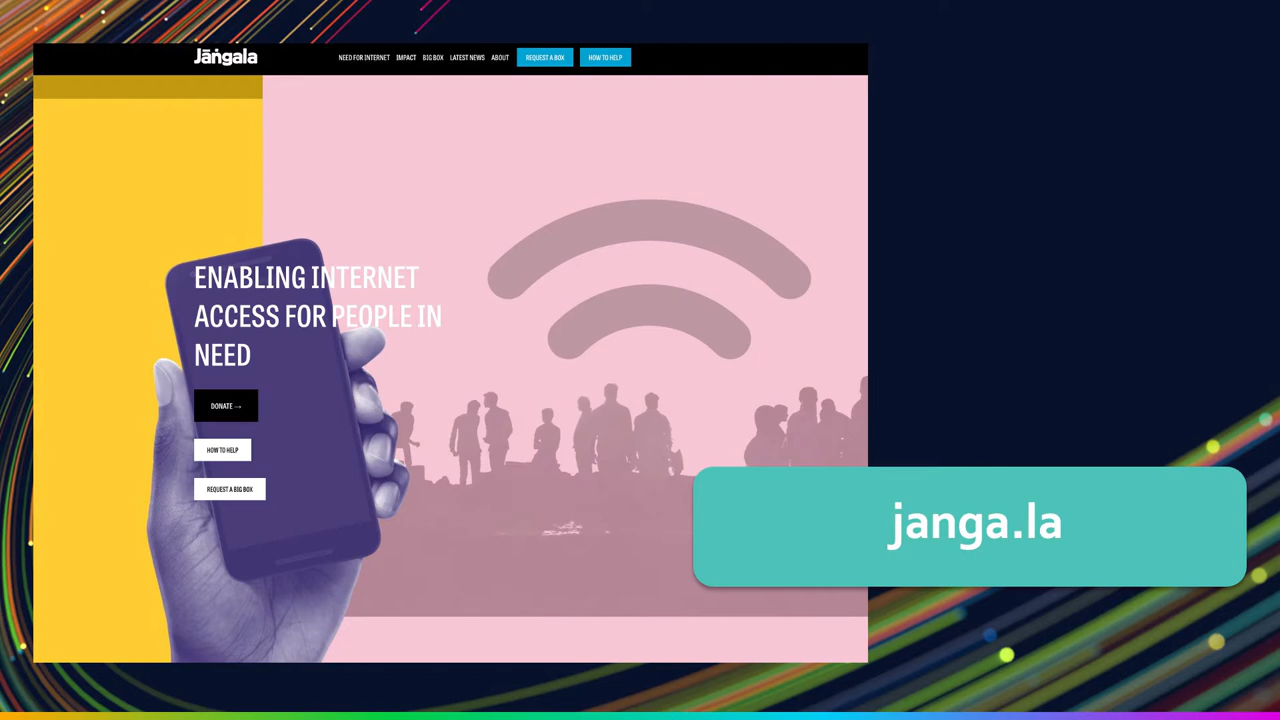 Jāṅgala
NEED FOR INTERNET IMPACT BIG BOX LATEST NEWS ABOUT REQUEST A BOX HOW TO HELP
ENABLING INTERNET
ACCESS FOR PEOPLE IN
NEED
DONATE →
HOW TO HELP
REQUEST A BIG BOX
janga.la